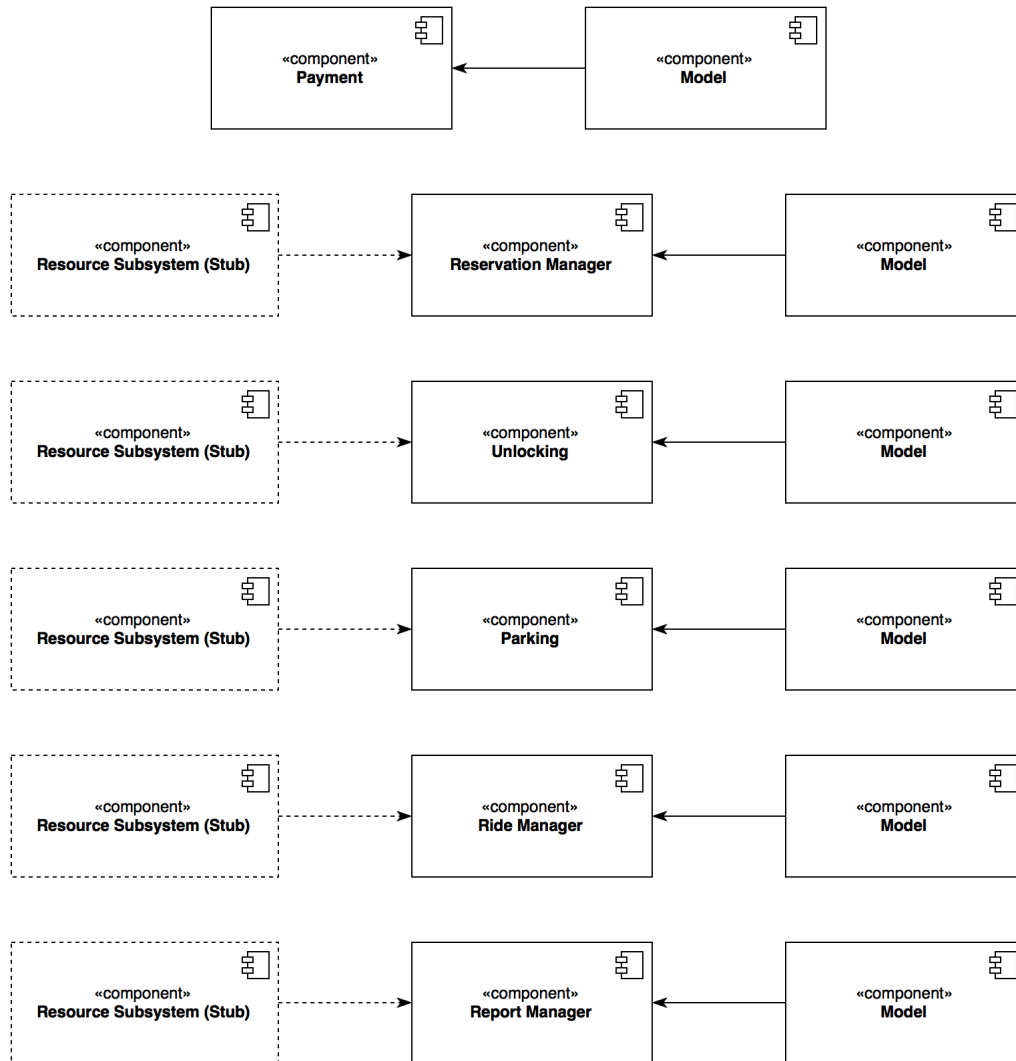 «component»
Payment
«component»
Model
«component»
Resource Subsystem (Stub)
«component»
Reservation Manager
«component»
Model
«component»
Resource Subsystem (Stub)
«component»
Unlocking
«component»
Model
«component»
Resource Subsystem (Stub)
«component»
Parking
«component»
Model
«component»
Resource Subsystem (Stub)
«component»
Ride Manager
«component»
Model
«component»
Resource Subsystem (Stub)
«component»
Report Manager
«component»
Model